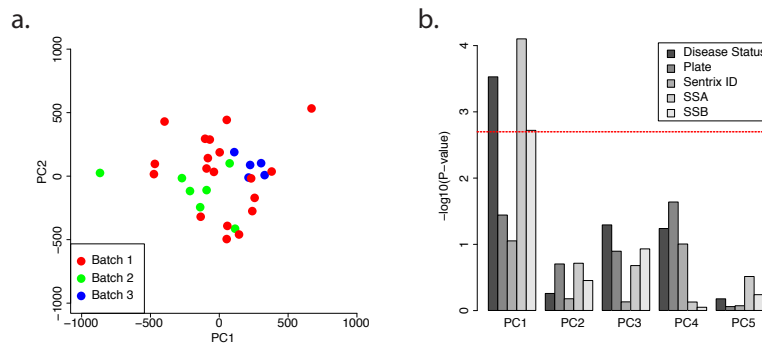 a.
1000
500
0
−500
−1000
PC2
Batch 1
Batch 2
Batch 3
−1000
−500
0
500
1000
PC1
b.
4
3
2
1
0
−log10(P−value)
Disease Status
Plate
Sentrix ID
SSA
SSB
PC1
PC2
PC3
PC4
PC5